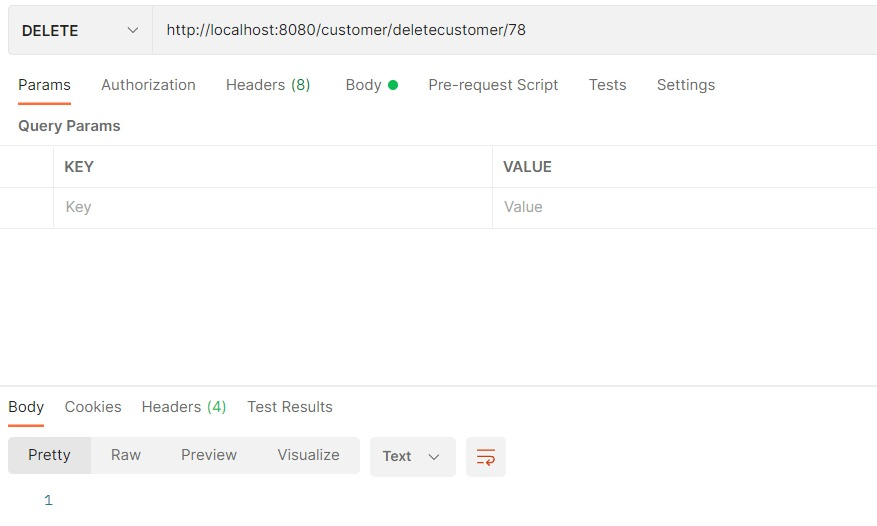 DELETE http://localhost:8080/customer/deletecustomer/78
Params Authorization Headers (8) Body Pre-request Script Tests Settings
Query Params
KEY VALUE
Key Value
Body Cookies Headers (4) Test Results
Pretty Raw Preview Visualize Text
1